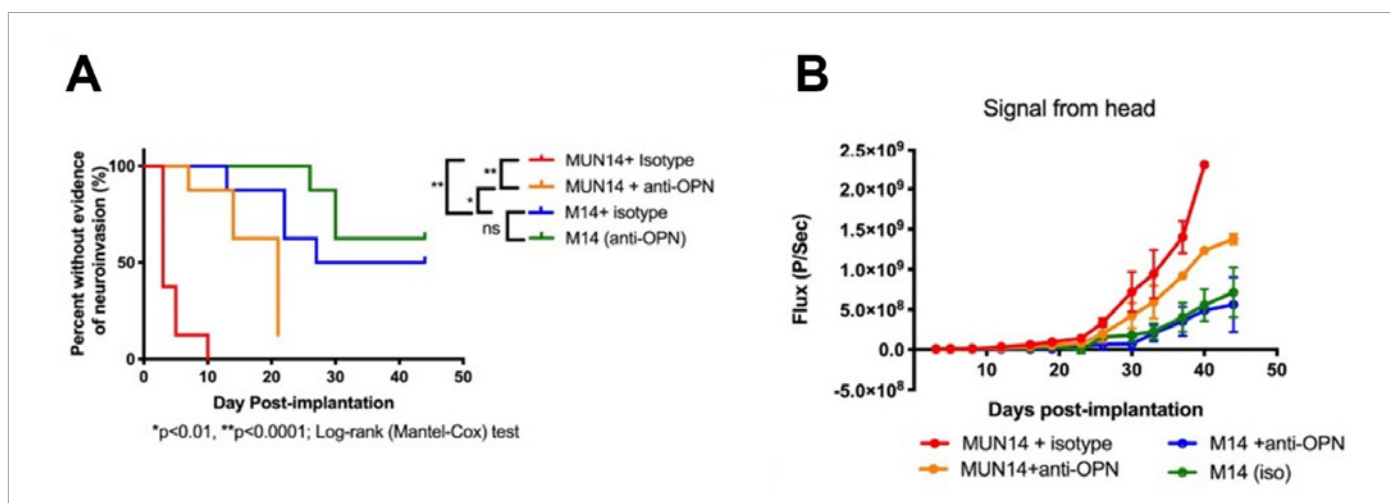 A
Percent without evidence
of neuroinvasion (%)
100
50
0
0 10 20 30 40 50
Day Post-implantation
*p<0.01, **p<0.0001; Log-rank (Mantel-Cox) test
**
**
*
ns
MUN14+ Isotype
MUN14 + anti-OPN
M14+ isotype
M14 (anti-OPN)
B
Signal from head
Flux (P/Sec)
2.5×10⁹
2.0×10⁹
1.5×10⁹
1.0×10⁹
5.0×10⁸
0.0
-5.0×10⁸
10 20 30 40 50
Days post-implantation
MUN14 + isotype
MUN14+anti-OPN
M14 +anti-OPN
M14 (iso)